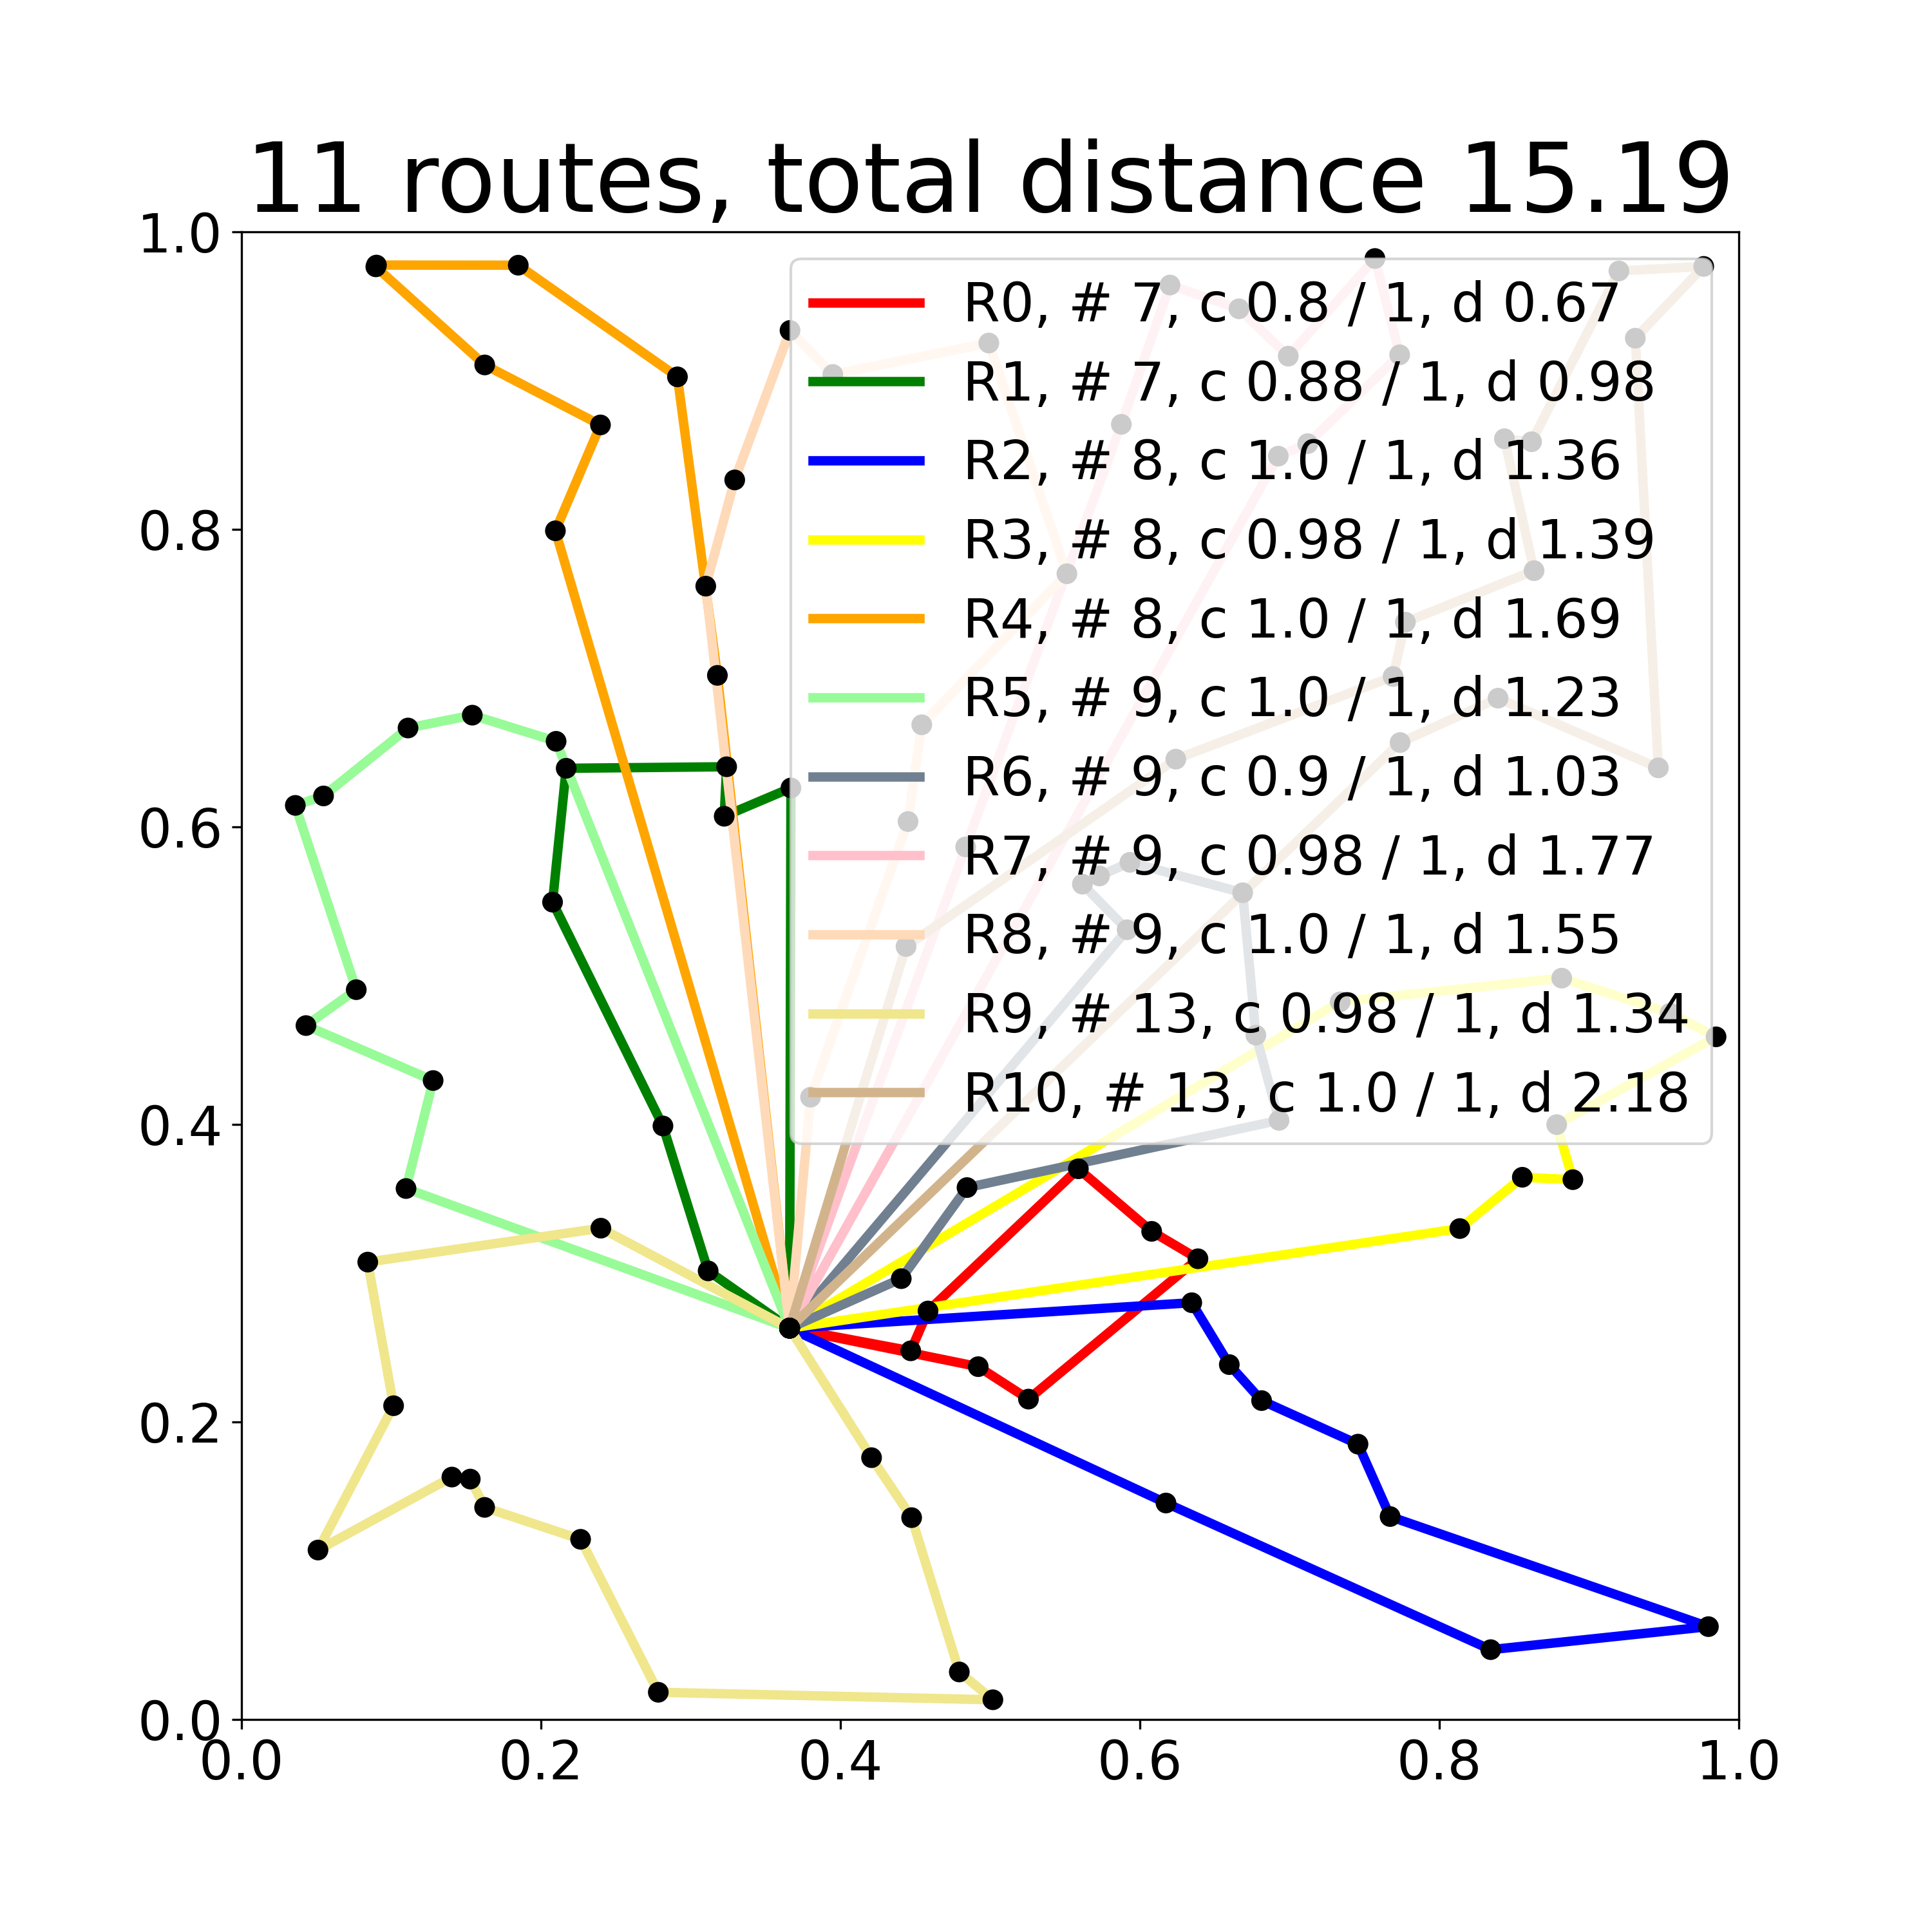 11 routes, total distance 15.19
1.0
0.8
0.6
0.4
0.2
0.0
R0, # 7, c 0.8 / 1, d 0.67
R1, # 7, c 0.88 / 1, d 0.98
R2, # 8, c 1.0 / 1, d 1.36
R3, # 8, c 0.98 / 1, d 1.39
R4, # 8, c 1.0 / 1, d 1.69
R5, # 9, c 1.0 / 1, d 1.23
R6, # 9, c 0.9 / 1, d 1.03
R7, # 9, c 0.98 / 1, d 1.77
R8, # 9, c 1.0 / 1, d 1.55
R9, # 13, c 0.98 / 1, d 1.34
R10, # 13, c 1.0 / 1, d 2.18
0.0 0.2 0.4 0.6 0.8 1.0